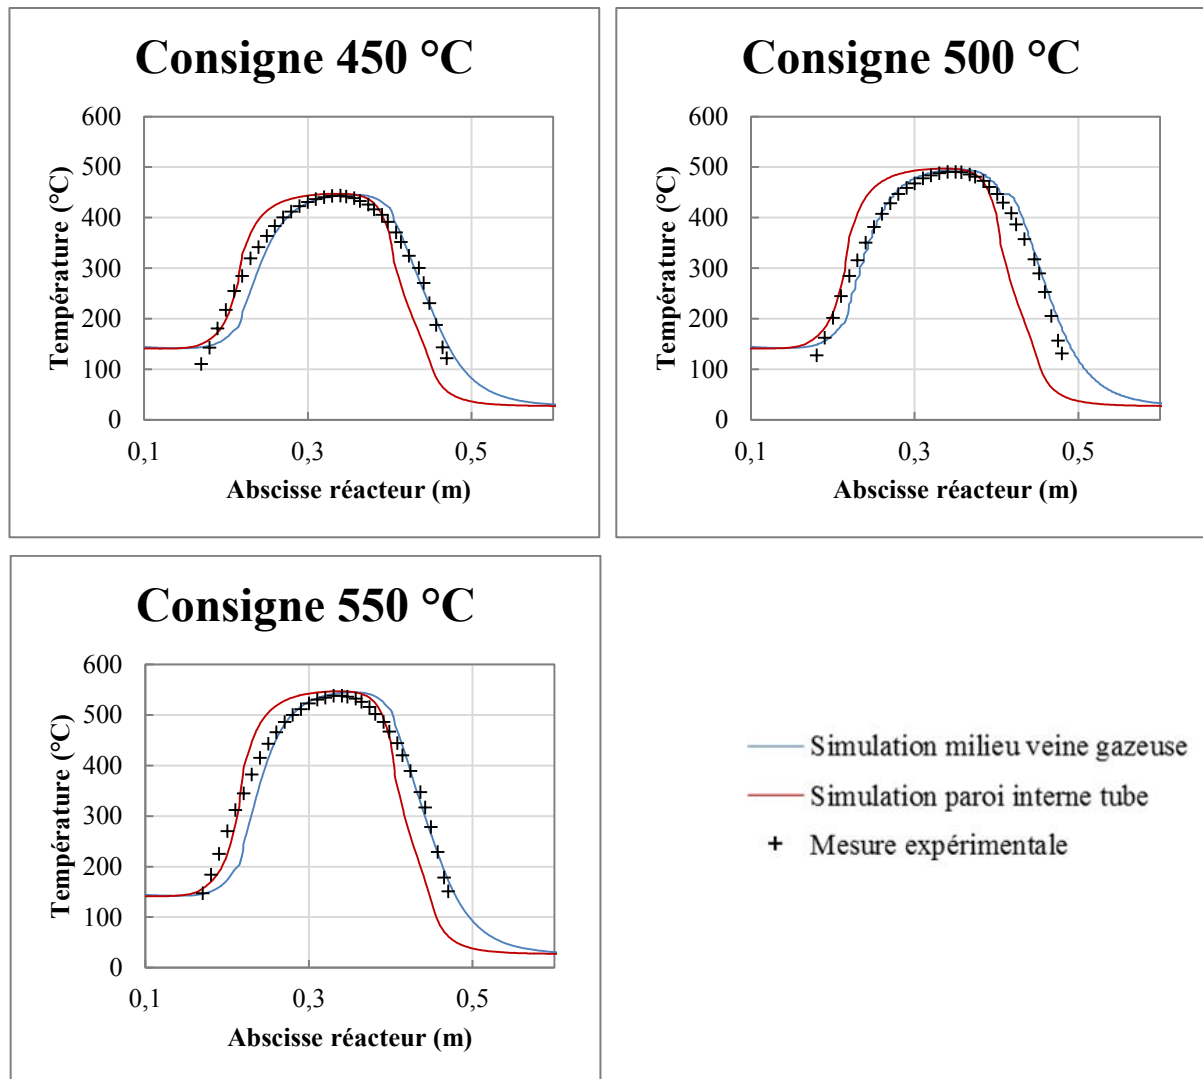 Consigne 450 °C
600
500
400
300
200
100
0
Température (°C)
0,1
0,3
0,5
Abscisse réacteur (m)
Consigne 500 °C
600
500
400
300
200
100
0
Température (°C)
0,1
0,3
0,5
Abscisse réacteur (m)
Consigne 550 °C
600
500
400
300
200
100
0
Température (°C)
0,1
0,3
0,5
Abscisse réacteur (m)
Simulation milieu veine gazeuse
Simulation paroi interne tube
Mesure expérimentale